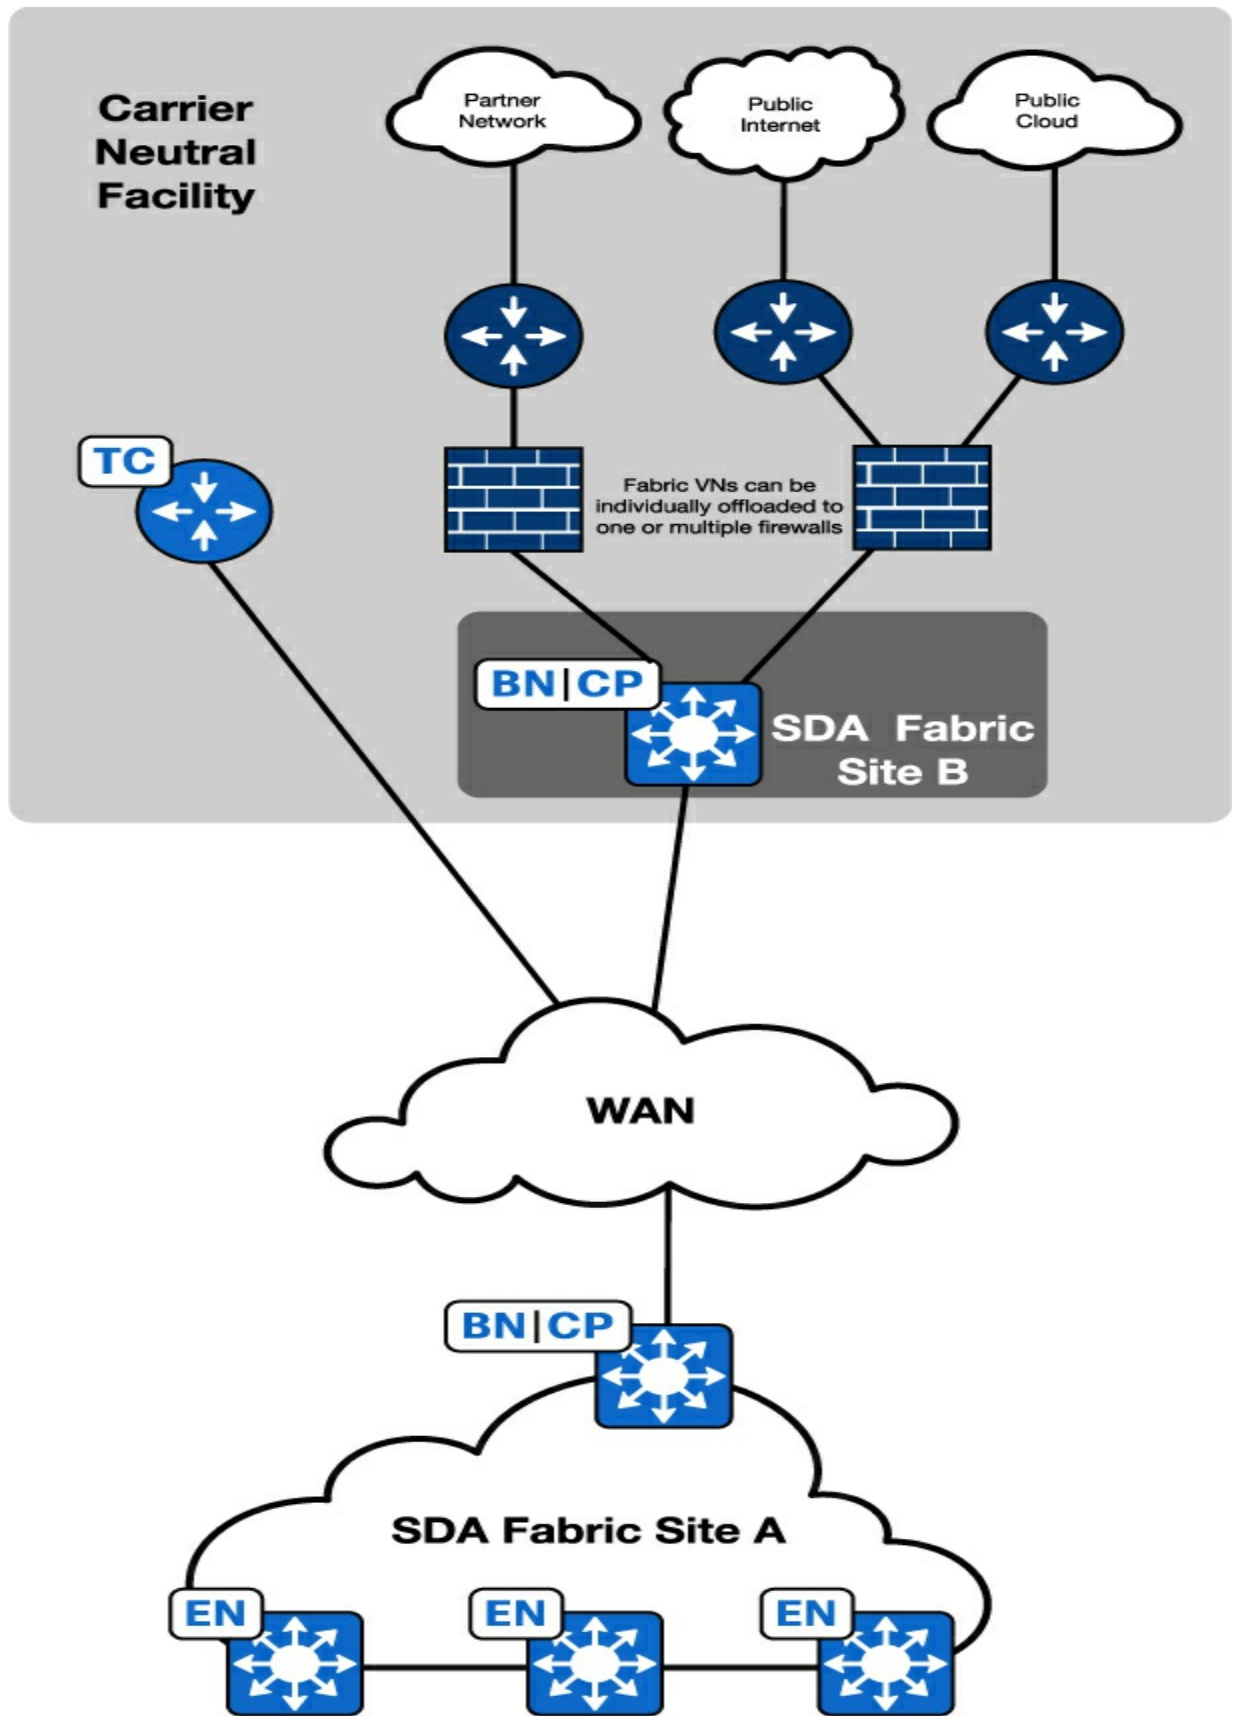 Carrier
Neutral
Facility
Partner
Network
Public
Internet
Public
Cloud
TC
Fabric VNs can be
individually offloaded to
one or multiple firewalls
BN|CP
SDA Fabric
Site B
WAN
BN|CP
SDA Fabric Site A
EN
EN
EN